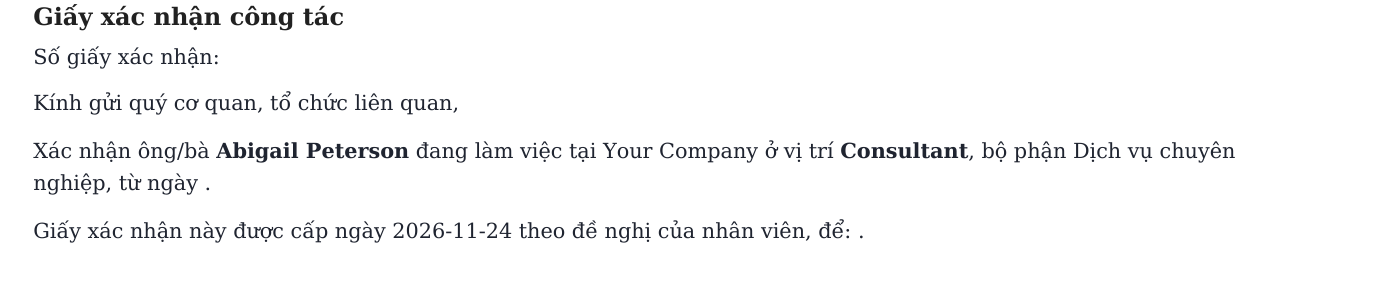 Giấy xác nhận công tác
Số giấy xác nhận:
Kính gửi quý cơ quan, tổ chức liên quan,
Xác nhận ông/bà Abigail Peterson đang làm việc tại Your Company ở vị trí Consultant, bộ phận Dịch vụ chuyên
nghiệp, từ ngày .
Giấy xác nhận này được cấp ngày 2026-11-24 theo đề nghị của nhân viên, để: .